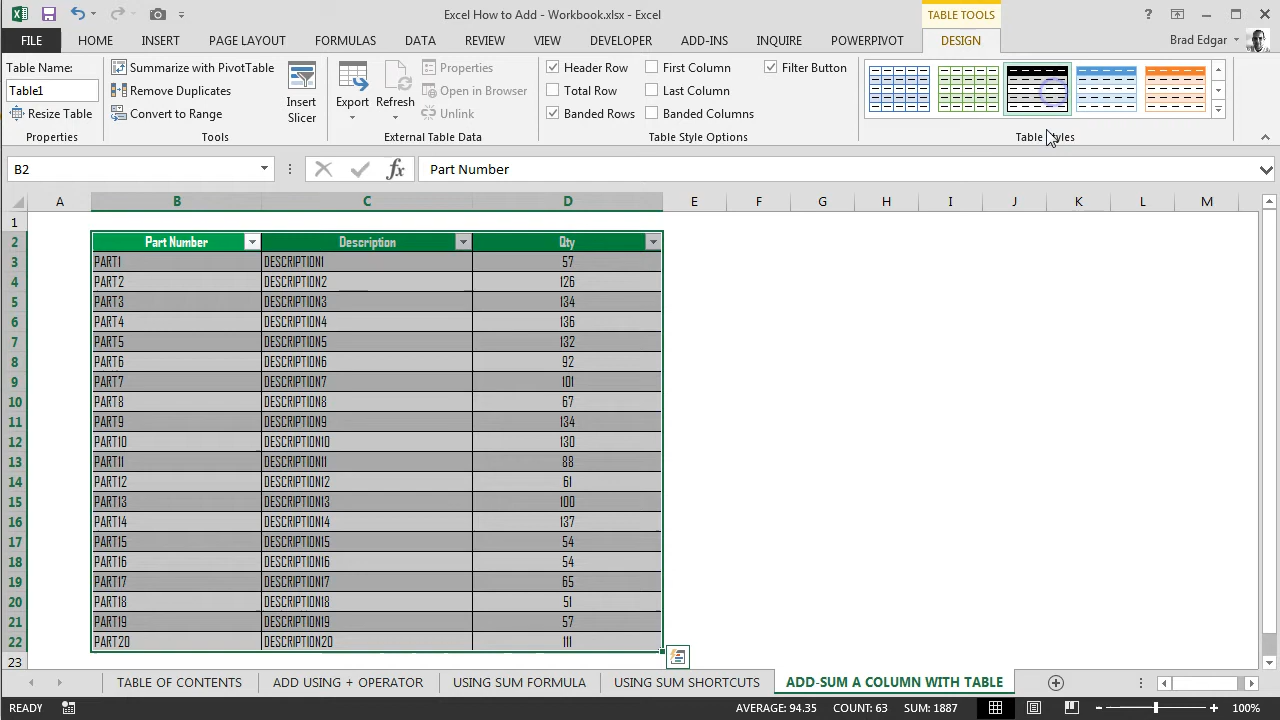 Excel How to Add - Workbook.xlsx - Excel
TABLE TOOLS
?
FILE HOME INSERT PAGE LAYOUT FORMULAS DATA REVIEW VIEW DEVELOPER ADD-INS INQUIRE POWERPIVOT DESIGN Brad Edgar
Table Name:
Table1
Resize Table
Properties
Summarize with PivotTable
Remove Duplicates
Convert to Range
Insert
Slicer
Tools
Export
Refresh
Properties
Open in Browser
Unlink
External Table Data
Header Row First Column Filter Button
Total Row Last Column
Banded Rows Banded Columns
Table Style Options
Table Styles
B2 fx Part Number
A B C D E F G H I J K L M
1
2 Part Number Description Qty
3 PART1 DESCRIPTION1 57
4 PART2 DESCRIPTION2 126
5 PART3 DESCRIPTION3 134
6 PART4 DESCRIPTION4 136
7 PART5 DESCRIPTION5 132
8 PART6 DESCRIPTION6 92
9 PART7 DESCRIPTION7 101
10 PART8 DESCRIPTION8 67
11 PART9 DESCRIPTION9 134
12 PART10 DESCRIPTION10 130
13 PART11 DESCRIPTION11 88
14 PART12 DESCRIPTION12 61
15 PART13 DESCRIPTION13 100
16 PART14 DESCRIPTION14 137
17 PART15 DESCRIPTION15 54
18 PART16 DESCRIPTION16 54
19 PART17 DESCRIPTION17 65
20 PART18 DESCRIPTION18 51
21 PART19 DESCRIPTION19 57
22 PART20 DESCRIPTION20 111
23
TABLE OF CONTENTS ADD USING + OPERATOR USING SUM FORMULA USING SUM SHORTCUTS ADD-SUM A COLUMN WITH TABLE
READY AVERAGE: 94.35 COUNT: 63 SUM: 1887 100%